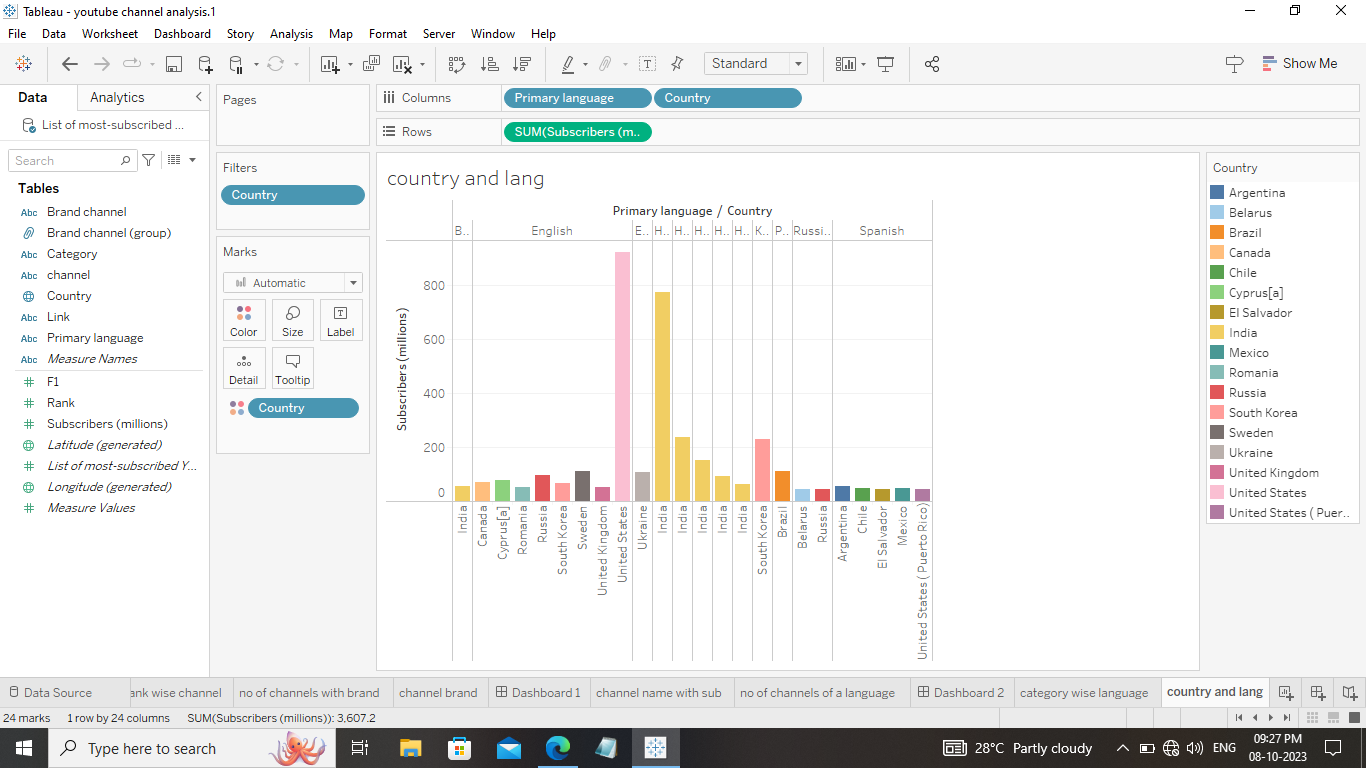 Tableau - youtube channel analysis.1
File Data Worksheet Dashboard Story Analysis Map Format Server Window Help
Standard
Show Me
Data Analytics
List of most-subscribed ...
Search
Tables
Abc Brand channel
Brand channel (group)
Abc Category
Abc channel
Country
Abc Link
Abc Primary language
Abc Measure Names
F1
Rank
Subscribers (millions)
Latitude (generated)
List of most-subscribed Y...
Longitude (generated)
Measure Values
Pages
Filters
Country
Marks
Automatic
Color Size Label
Detail Tooltip
Country
Columns Primary language Country
Rows SUM(Subscribers (m..
country and lang
Primary language / Country
B.. English E.. H.. H.. H.. H.. H.. K.. P.. Russi.. Spanish
Subscribers (millions)
800
600
400
200
0
India
Canada
Cyprus[a]
Romania
Russia
South Korea
Sweden
United Kingdom
United States
Ukraine
India
India
India
India
India
South Korea
Brazil
Belarus
Russia
Argentina
Chile
El Salvador
Mexico
United States ( Puerto Rico)
Country
Argentina
Belarus
Brazil
Canada
Chile
Cyprus[a]
El Salvador
India
Mexico
Romania
Russia
South Korea
Sweden
Ukraine
United Kingdom
United States
United States ( Puer..
Data Source ank wise channel no of channels with brand channel brand Dashboard 1 channel name with sub no of channels of a language Dashboard 2 category wise language country and lang
24 marks 1 row by 24 columns SUM(Subscribers (millions)): 3,607.2
Type here to search
28°C Partly cloudy
ENG
09:27 PM
08-10-2023